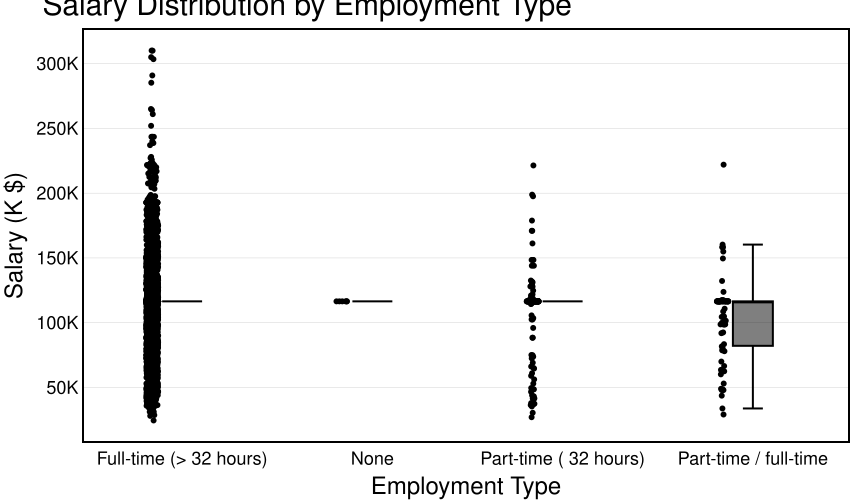 Salary Distribution by Employment Type
300K
250K
200K
150K
100K
50K
Salary (K $)
Full-time (> 32 hours)
None
Part-time ( 32 hours)
Part-time / full-time
Employment Type